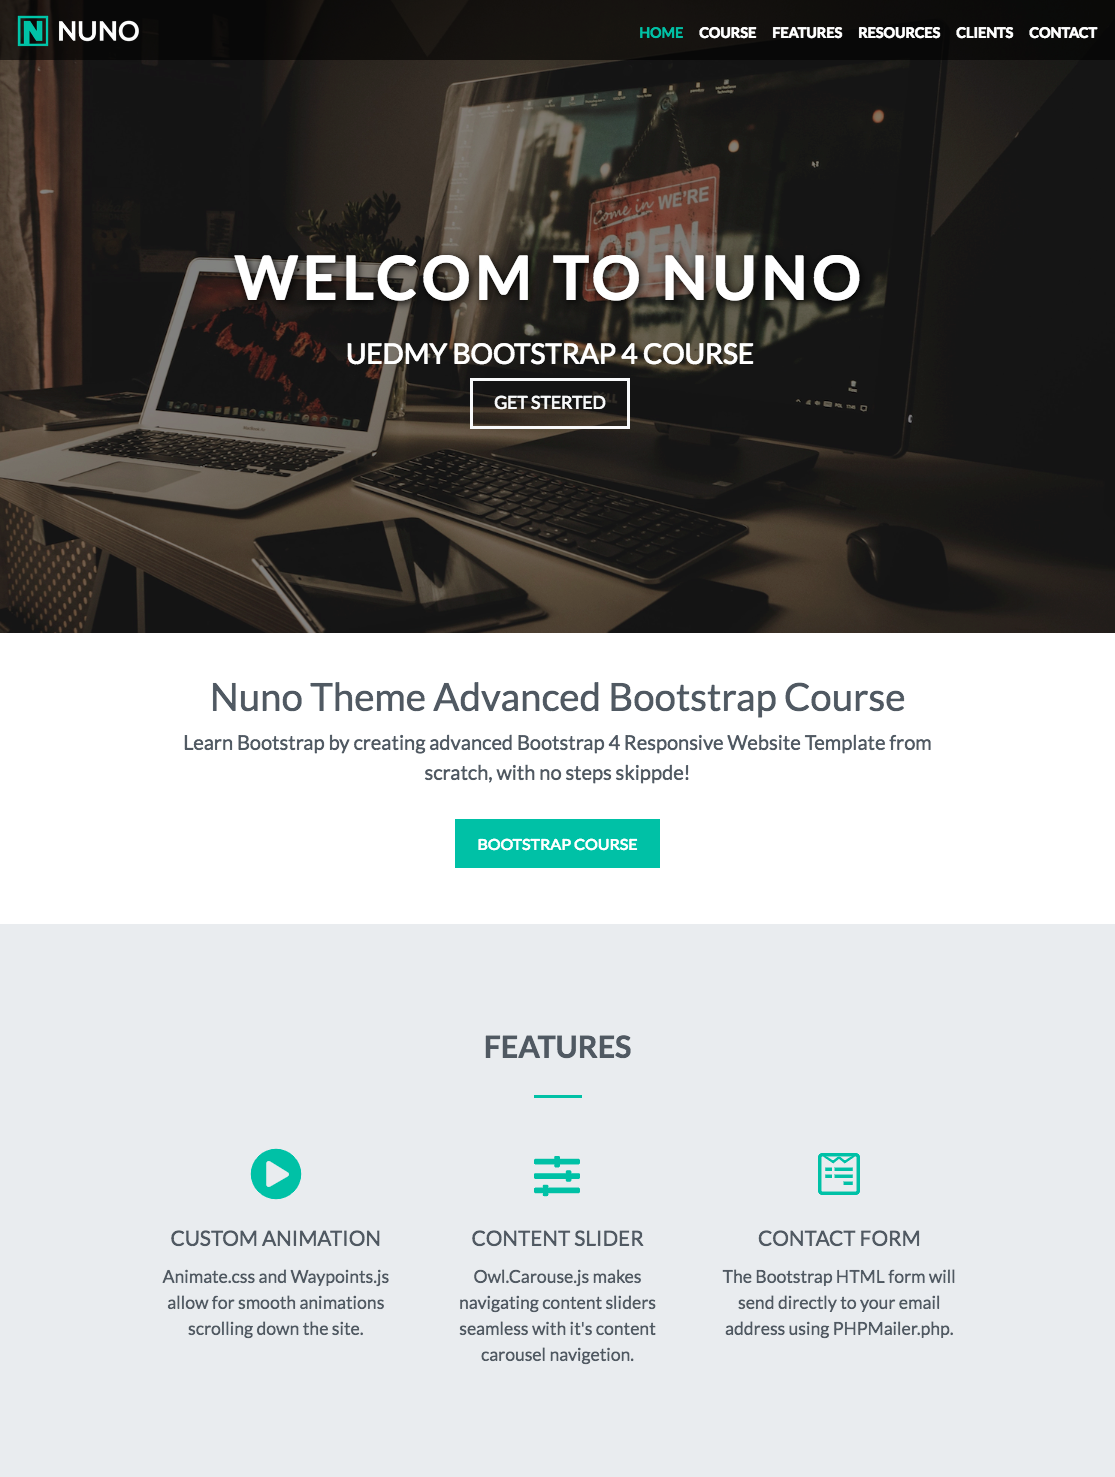 NUNO
HOME COURSE FEATURES RESOURCES CLIENTS CONTACT
Come in WE'RE
OPEN
WELCOM TO NUNO
UEDMY BOOTSTRAP 4 COURSE
GET STERTED
Nuno Theme Advanced Bootstrap Course
Learn Bootstrap by creating advanced Bootstrap 4 Responsive Website Template from
scratch, with no steps skippde!
BOOTSTRAP COURSE
FEATURES
CUSTOM ANIMATION
Animate.css and Waypoints.js
allow for smooth animations
scrolling down the site.
CONTENT SLIDER
Owl.Carouse.js makes
navigating content sliders
seamless with it's content
carousel navigetion.
CONTACT FORM
The Bootstrap HTML form will
send directly to your email
address using PHPMailer.php.